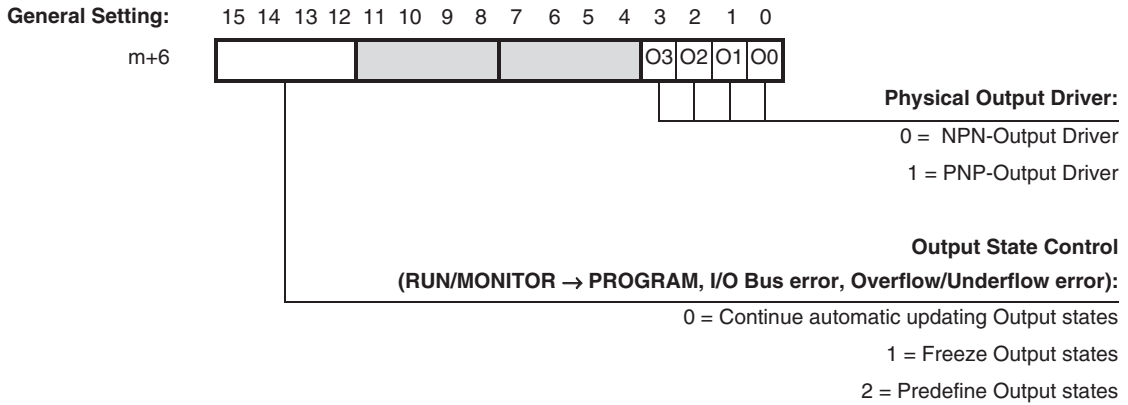 General Setting: 15 14 13 12 11 10 9 8 7 6 5 4 3 2 1 0
m+6 O3 O2 O1 O0
Physical Output Driver:
0 = NPN-Output Driver
1 = PNP-Output Driver
Output State Control
(RUN/MONITOR → PROGRAM, I/O Bus error, Overflow/Underflow error):
0 = Continue automatic updating Output states
1 = Freeze Output states
2 = Predefine Output states